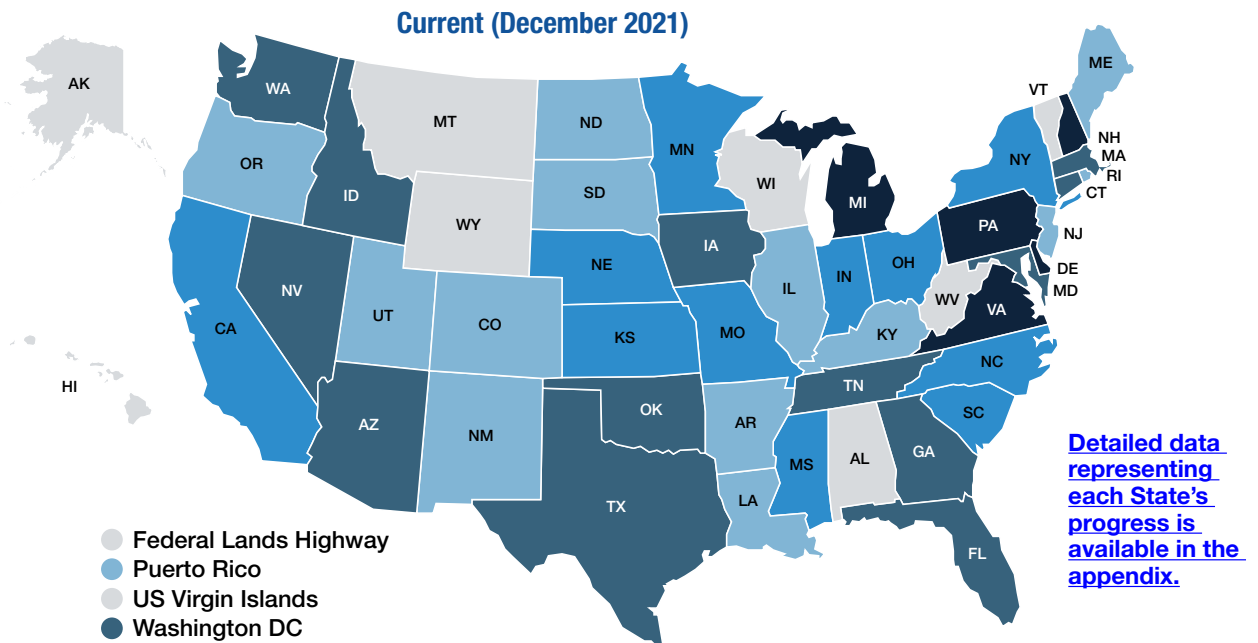 Current (December 2021)
AK
WA
MT
ND
MN
VT
ME
OR
ID
SD
WI
MI
NY
NH
MA
RI
CT
WY
IA
PA
NJ
NV
NE
IL
IN
OH
DE
MD
CA
UT
CO
KS
MO
KY
WV
VA
HI
AZ
NM
OK
AR
TN
NC
SC
TX
LA
MS
AL
GA
FL
Detailed data
representing
each State’s
progress is
available in the
appendix.
Federal Lands Highway
Puerto Rico
US Virgin Islands
Washington DC